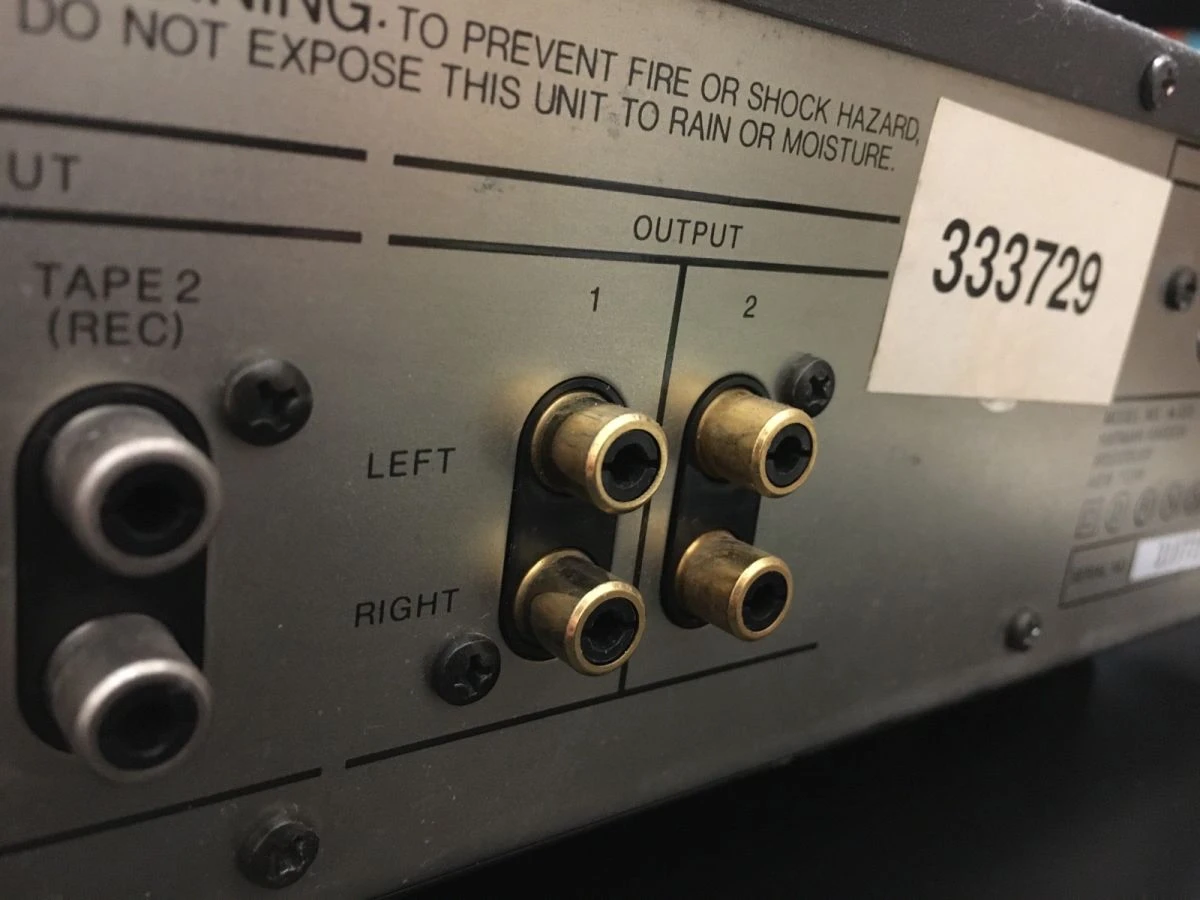 TO PREVENT FIRE OR SHOCK HAZARD,
DO NOT EXPOSE THIS UNIT TO RAIN OR MOISTURE.
UT
OUTPUT
333729
TAPE 2
(REC)
1
2
LEFT
RIGHT